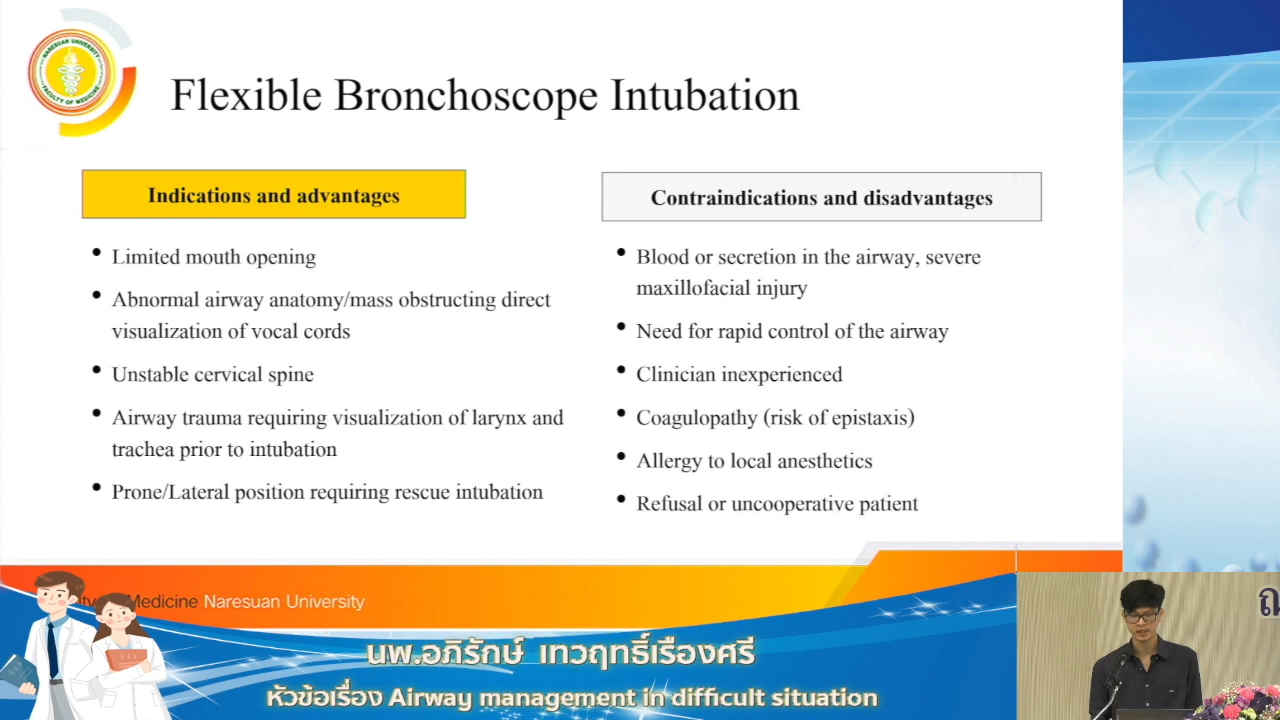 NARESUAN UNIVERSITY
FACULTY OF MEDICINE
Flexible Bronchoscope Intubation
Indications and advantages
• Limited mouth opening
• Abnormal airway anatomy/mass obstructing direct
visualization of vocal cords
• Unstable cervical spine
• Airway trauma requiring visualization of larynx and
trachea prior to intubation
• Prone/Lateral position requiring rescue intubation
Contraindications and disadvantages
• Blood or secretion in the airway, severe
maxillofacial injury
• Need for rapid control of the airway
• Clinician inexperienced
• Coagulopathy (risk of epistaxis)
• Allergy to local anesthetics
• Refusal or uncooperative patient
Medicine Naresuan University
นพ.อภิรักษ์ เทวฤทธิ์เรืองศรี
หัวข้อเรื่อง Airway management in difficult situation